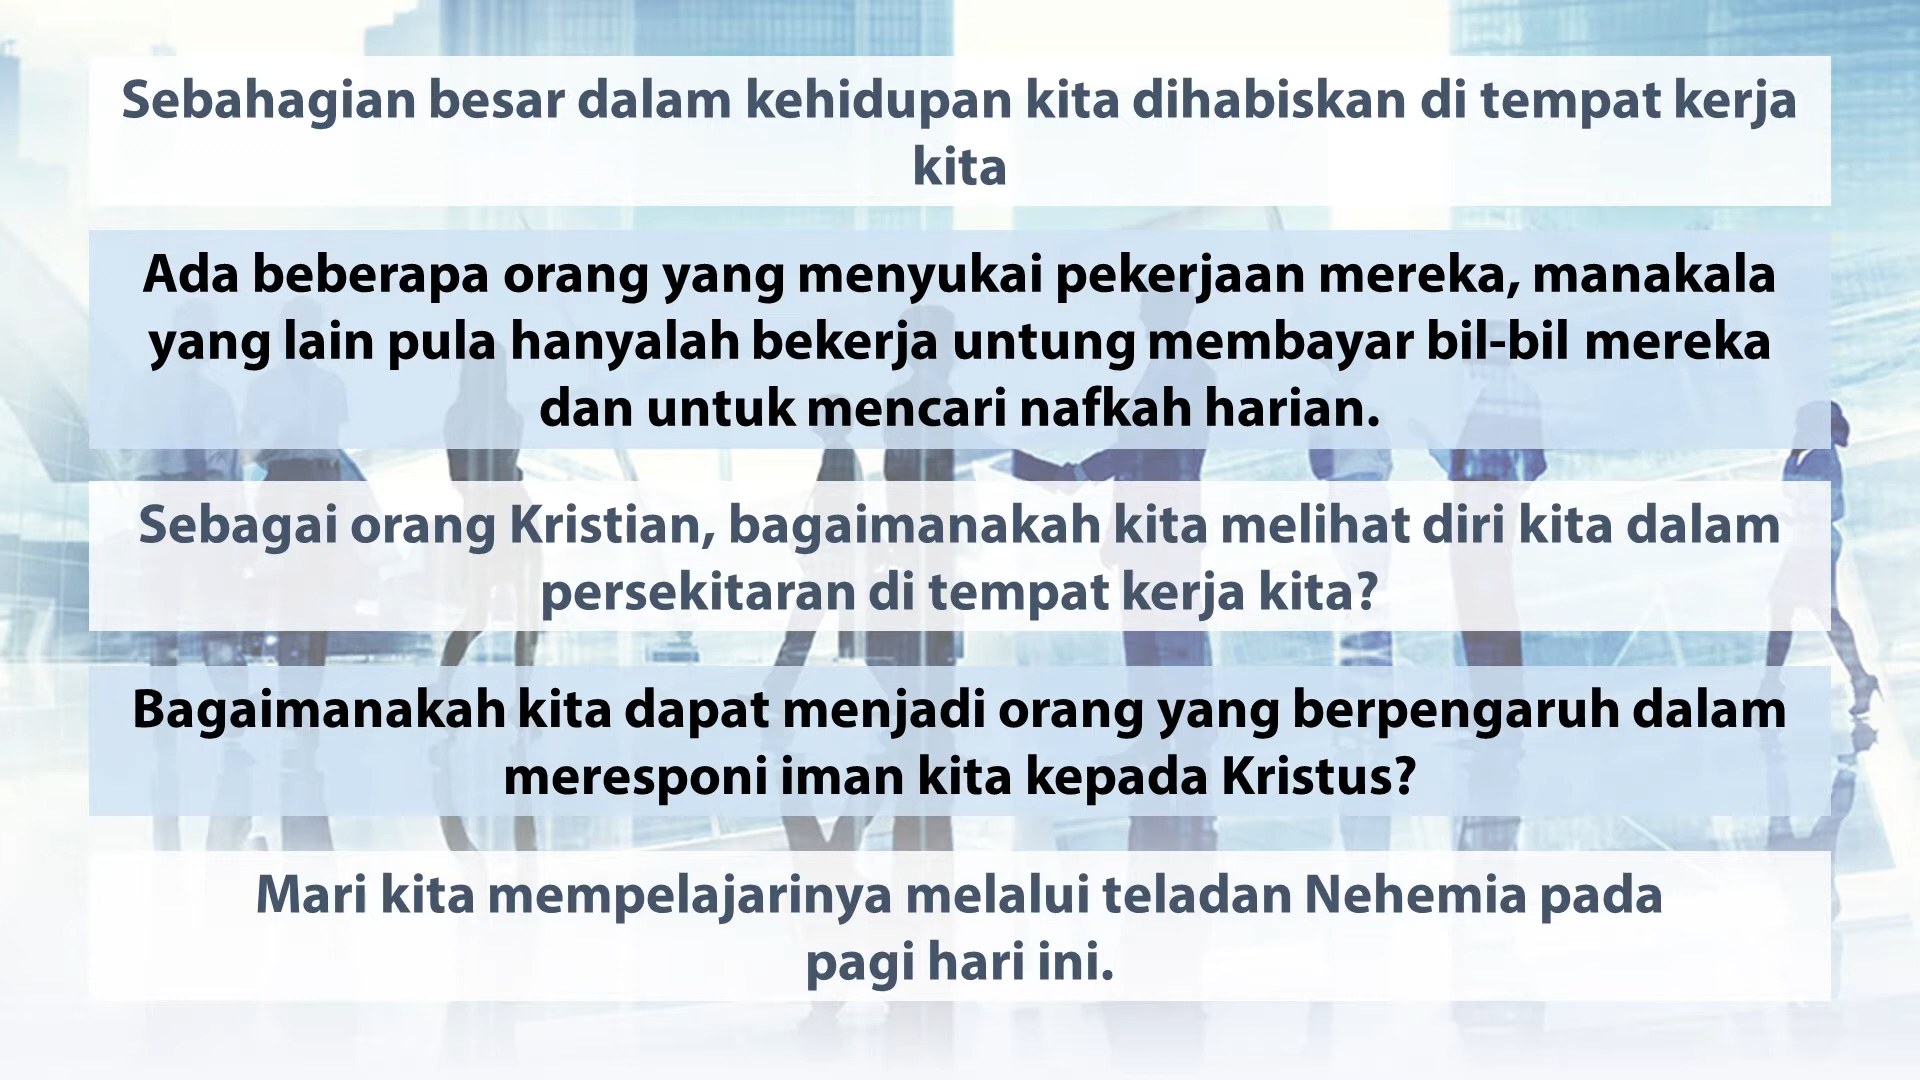 Sebahagian besar dalam kehidupan kita dihabiskan di tempat kerja
kita
Ada beberapa orang yang menyukai pekerjaan mereka, manakala
yang lain pula hanyalah bekerja untung membayar bil-bil mereka
dan untuk mencari nafkah harian.
Sebagai orang Kristian, bagaimanakah kita melihat diri kita dalam
persekitaran di tempat kerja kita?
Bagaimanakah kita dapat menjadi orang yang berpengaruh dalam
meresponi iman kita kepada Kristus?
Mari kita mempelajarinya melalui teladan Nehemia pada
pagi hari ini.